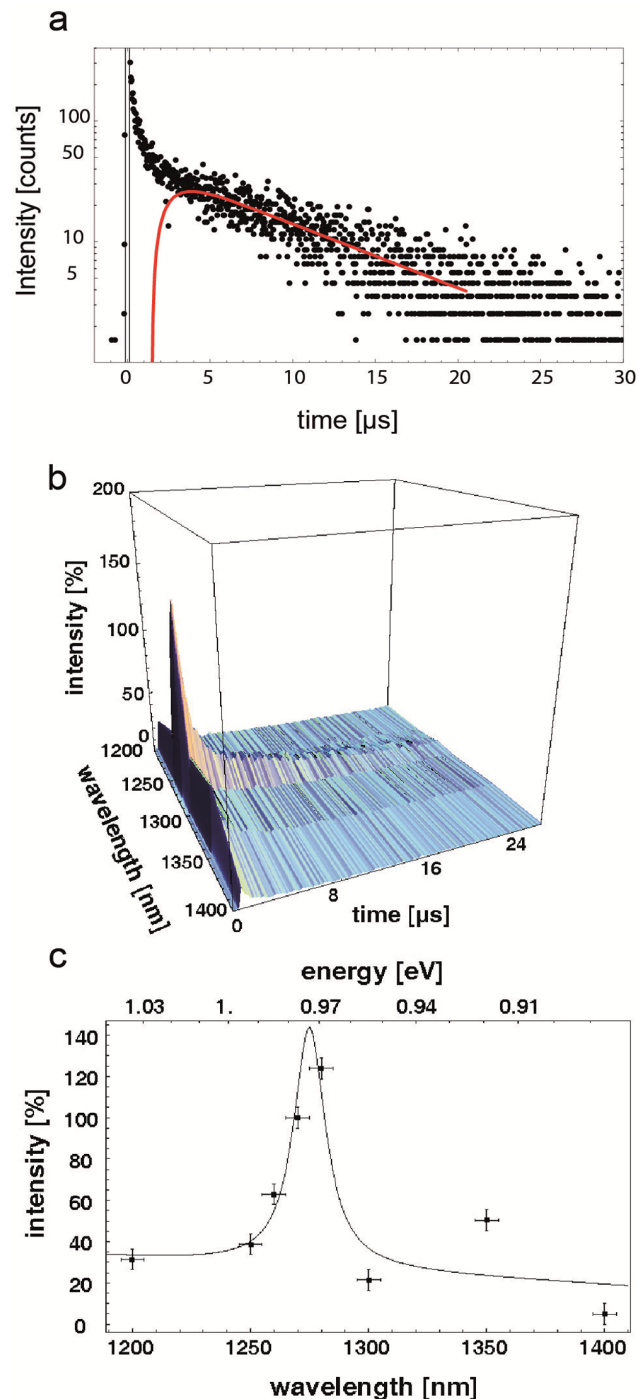 a
100
50
10
5
Intensity [counts]
0 5 10 15 20 25 30
time [µs]
b
200
150
100
50
0
intensity [%]
1200
1250
1300
1350
1400
wavelength [nm]
0 8 16 24
time [µs]
c
energy [eV]
1.03 1. 0.97 0.94 0.91
140
120
100
80
60
40
20
0
intensity [%]
1200 1250 1300 1350 1400
wavelength [nm]